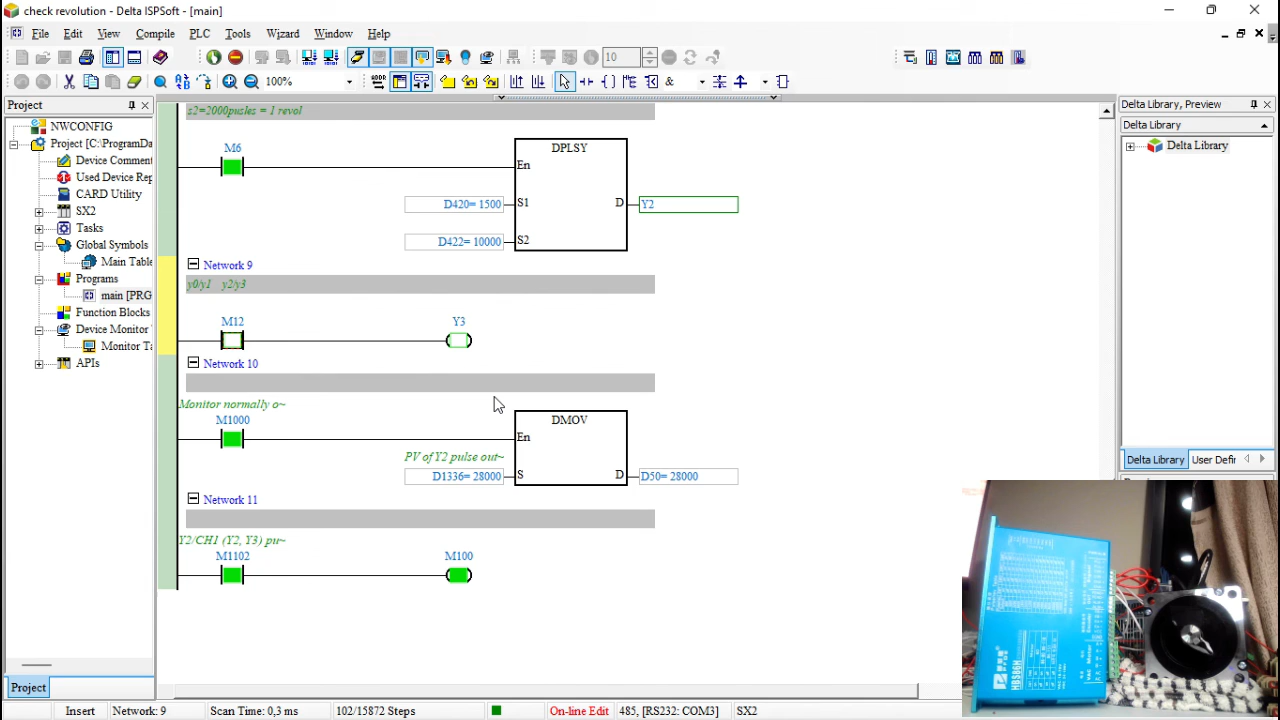 check revolution - Delta ISPSoft - [main]
File Edit View Compile PLC Tools Wizard Window Help
10
100%
&
Project
NWCONFIG
Project [C:\ProgramDa
Device Comment
Used Device Rep
CARD Utility
SX2
Tasks
Global Symbols
Main Table
Programs
main [PRG
Function Blocks
Device Monitor
Monitor Ta
APIs
Project
s2=2000pusles = 1 revol
M6
DPLSY
En
D420= 1500 S1 D Y2
D422= 10000 S2
Network 9
y0/y1 y2/y3
M12 Y3
Network 10
Monitor normally o~
M1000
DMOV
En
PV of Y2 pulse out~
D1336= 28000 S D D50= 28000
Network 11
Y2/CH1 (Y2, Y3) pu~
M1102 M100
Delta Library, Preview
Delta Library
Delta Library
Delta Library User Defir
HBS86H
Insert Network: 9 Scan Time: 0,3 ms 102/15872 Steps On-line Edit 485, [RS232: COM3] SX2